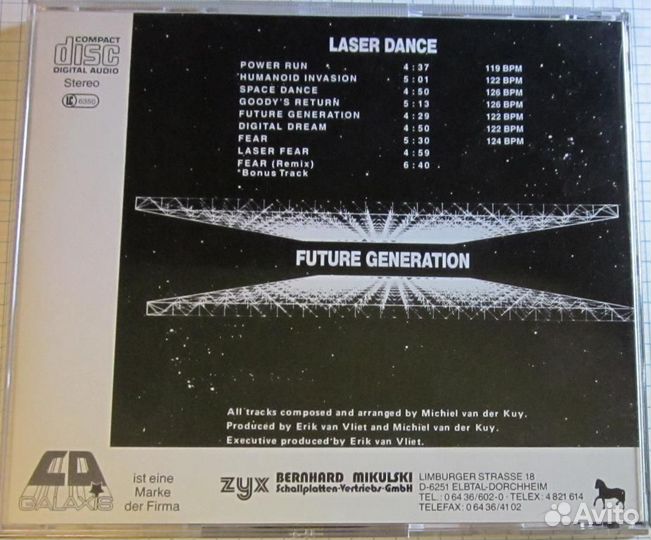 COMPACT
disc
DIGITAL AUDIO
Stereo
LC 6350
LASER DANCE
POWER RUN 4:37 119 BPM
HUMANOID INVASION 5:01 122 BPM
SPACE DANCE 4:50 126 BPM
GOODY'S RETURN 5:13 126 BPM
FUTURE GENERATION 4:29 122 BPM
DIGITAL DREAM 4:50 122 BPM
FEAR 5:30 124 BPM
LASER FEAR 4:59
FEAR (Remix) 6:40
*Bonus Track
FUTURE GENERATION
All tracks composed and arranged by Michiel van der Kuy.
Produced by Erik van Vliet and Michiel van der Kuy.
Executive produced by Erik van Vliet.
CD
GALAXIS
ist eine
Marke
der Firma
zyx BERNHARD MIKULSKI
Schallplatten-Vertriebs-GmbH
LIMBURGER STRASSE 18
D-6251 ELBTAL-DORCHHEIM
TEL.: 0 64 36/602-0 · TELEX: 4 821 614
TELEFAX: 0 64 36/41 02
Avito